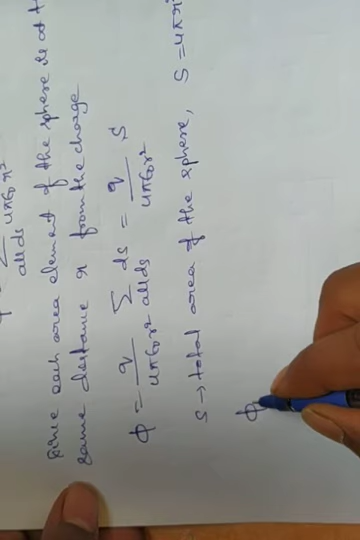 Σ
4πε₀r²
all ds
Since each area element of the sphere is at th
same distance r from the charge
ϕ = q/4πε₀r² Σ all ds ds = q/4πε₀r² . S
S → total area of the sphere, S = 4πr²
ϕ